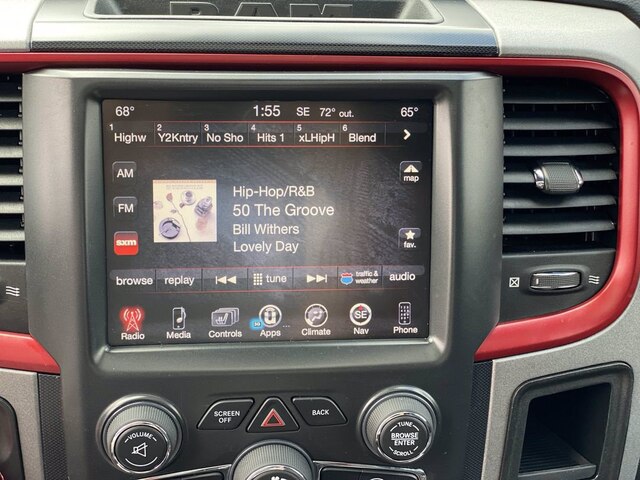 RAM
68° 1:55 SE 72° out. 65°
1 Highw 2 Y2Kntry 3 No Sho 4 Hits 1 5 xLHipH 6 Blend
AM
map
Hip-Hop/R&B
50 The Groove
FM
Bill Withers
fav.
sxm
Lovely Day
browse replay tune traffic & weather audio
SE
Radio Media Controls Apps ... Climate Nav Phone
SCREEN OFF BACK
VOLUME
TUNE
BROWSE
ENTER
SCROLL